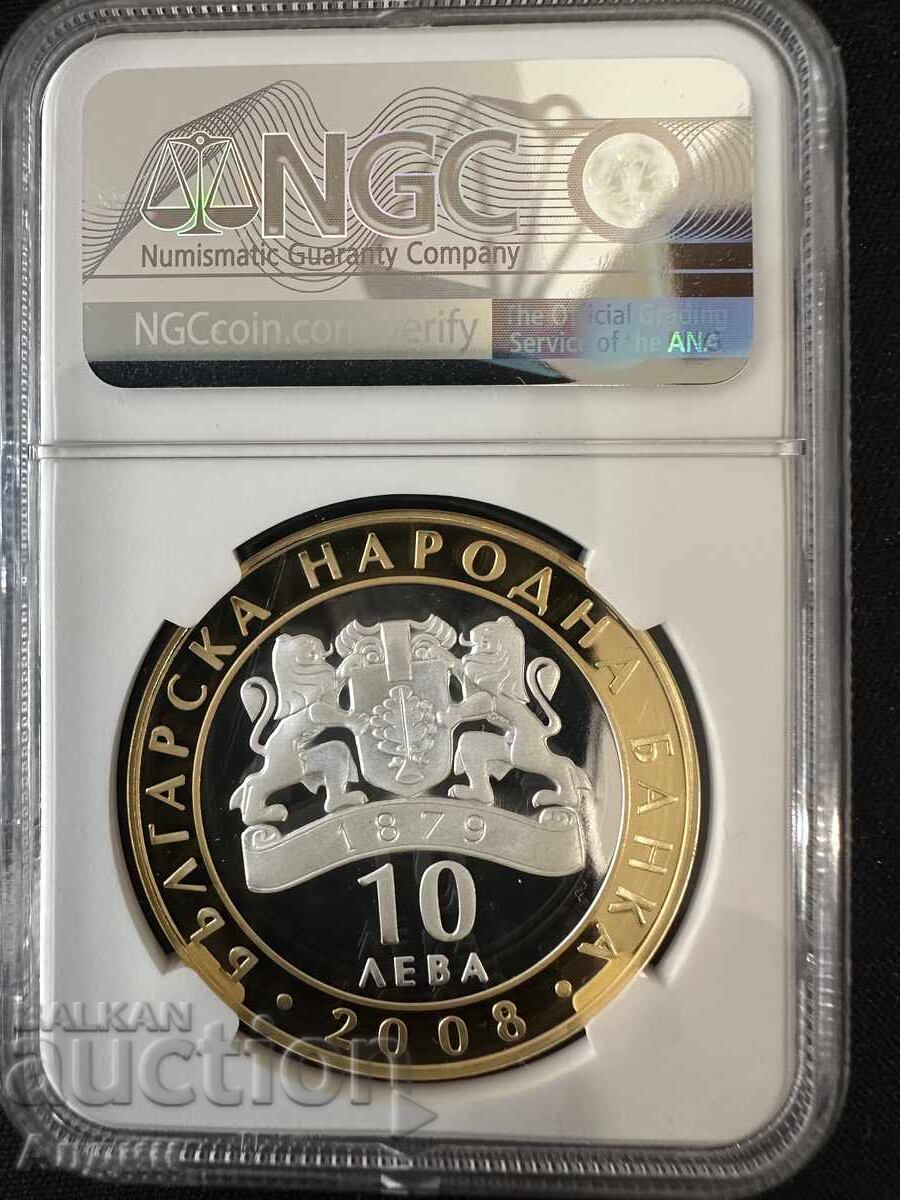 NGC
Numismatic Guaranty Company
NGCcoin.com/verify
The Official Grading
Service of the ANA
БЪЛГАРСКА НАРОДНА БАНКА
1879
10
ЛЕВА
• 2008 •
BALKAN
auction